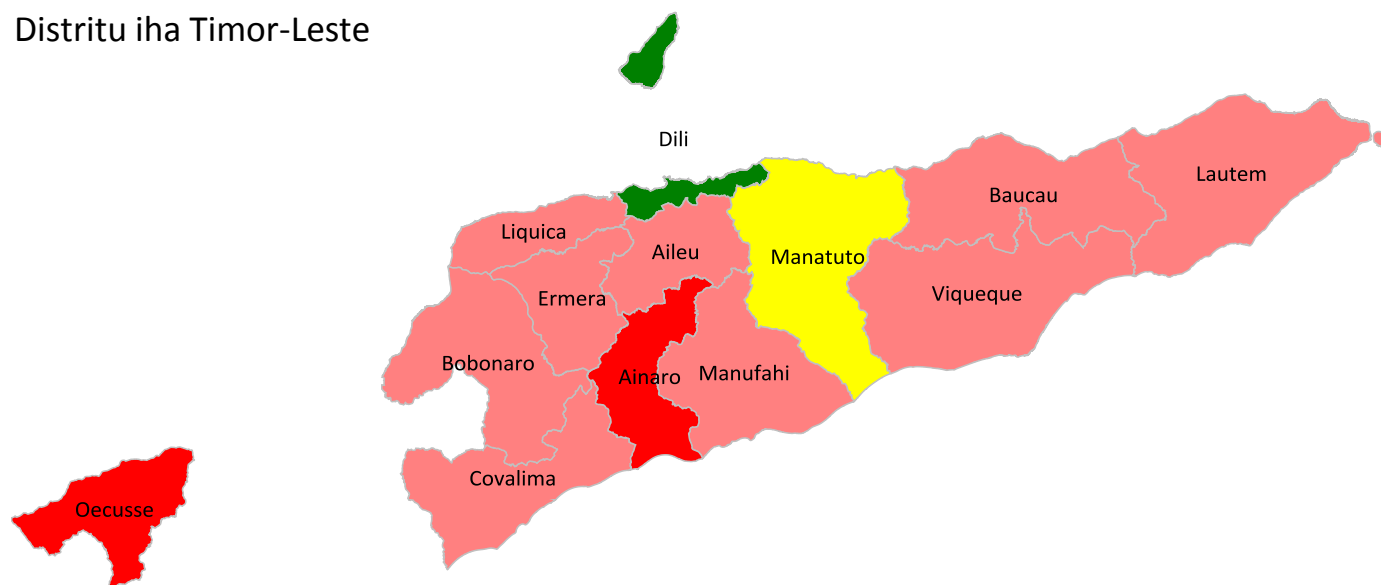 Distritu iha Timor-Leste
Dili
Lautem
Baucau
Liquica
Aileu
Manatuto
Viqueque
Ermera
Bobonaro
Ainaro
Manufahi
Covalima
Oecusse